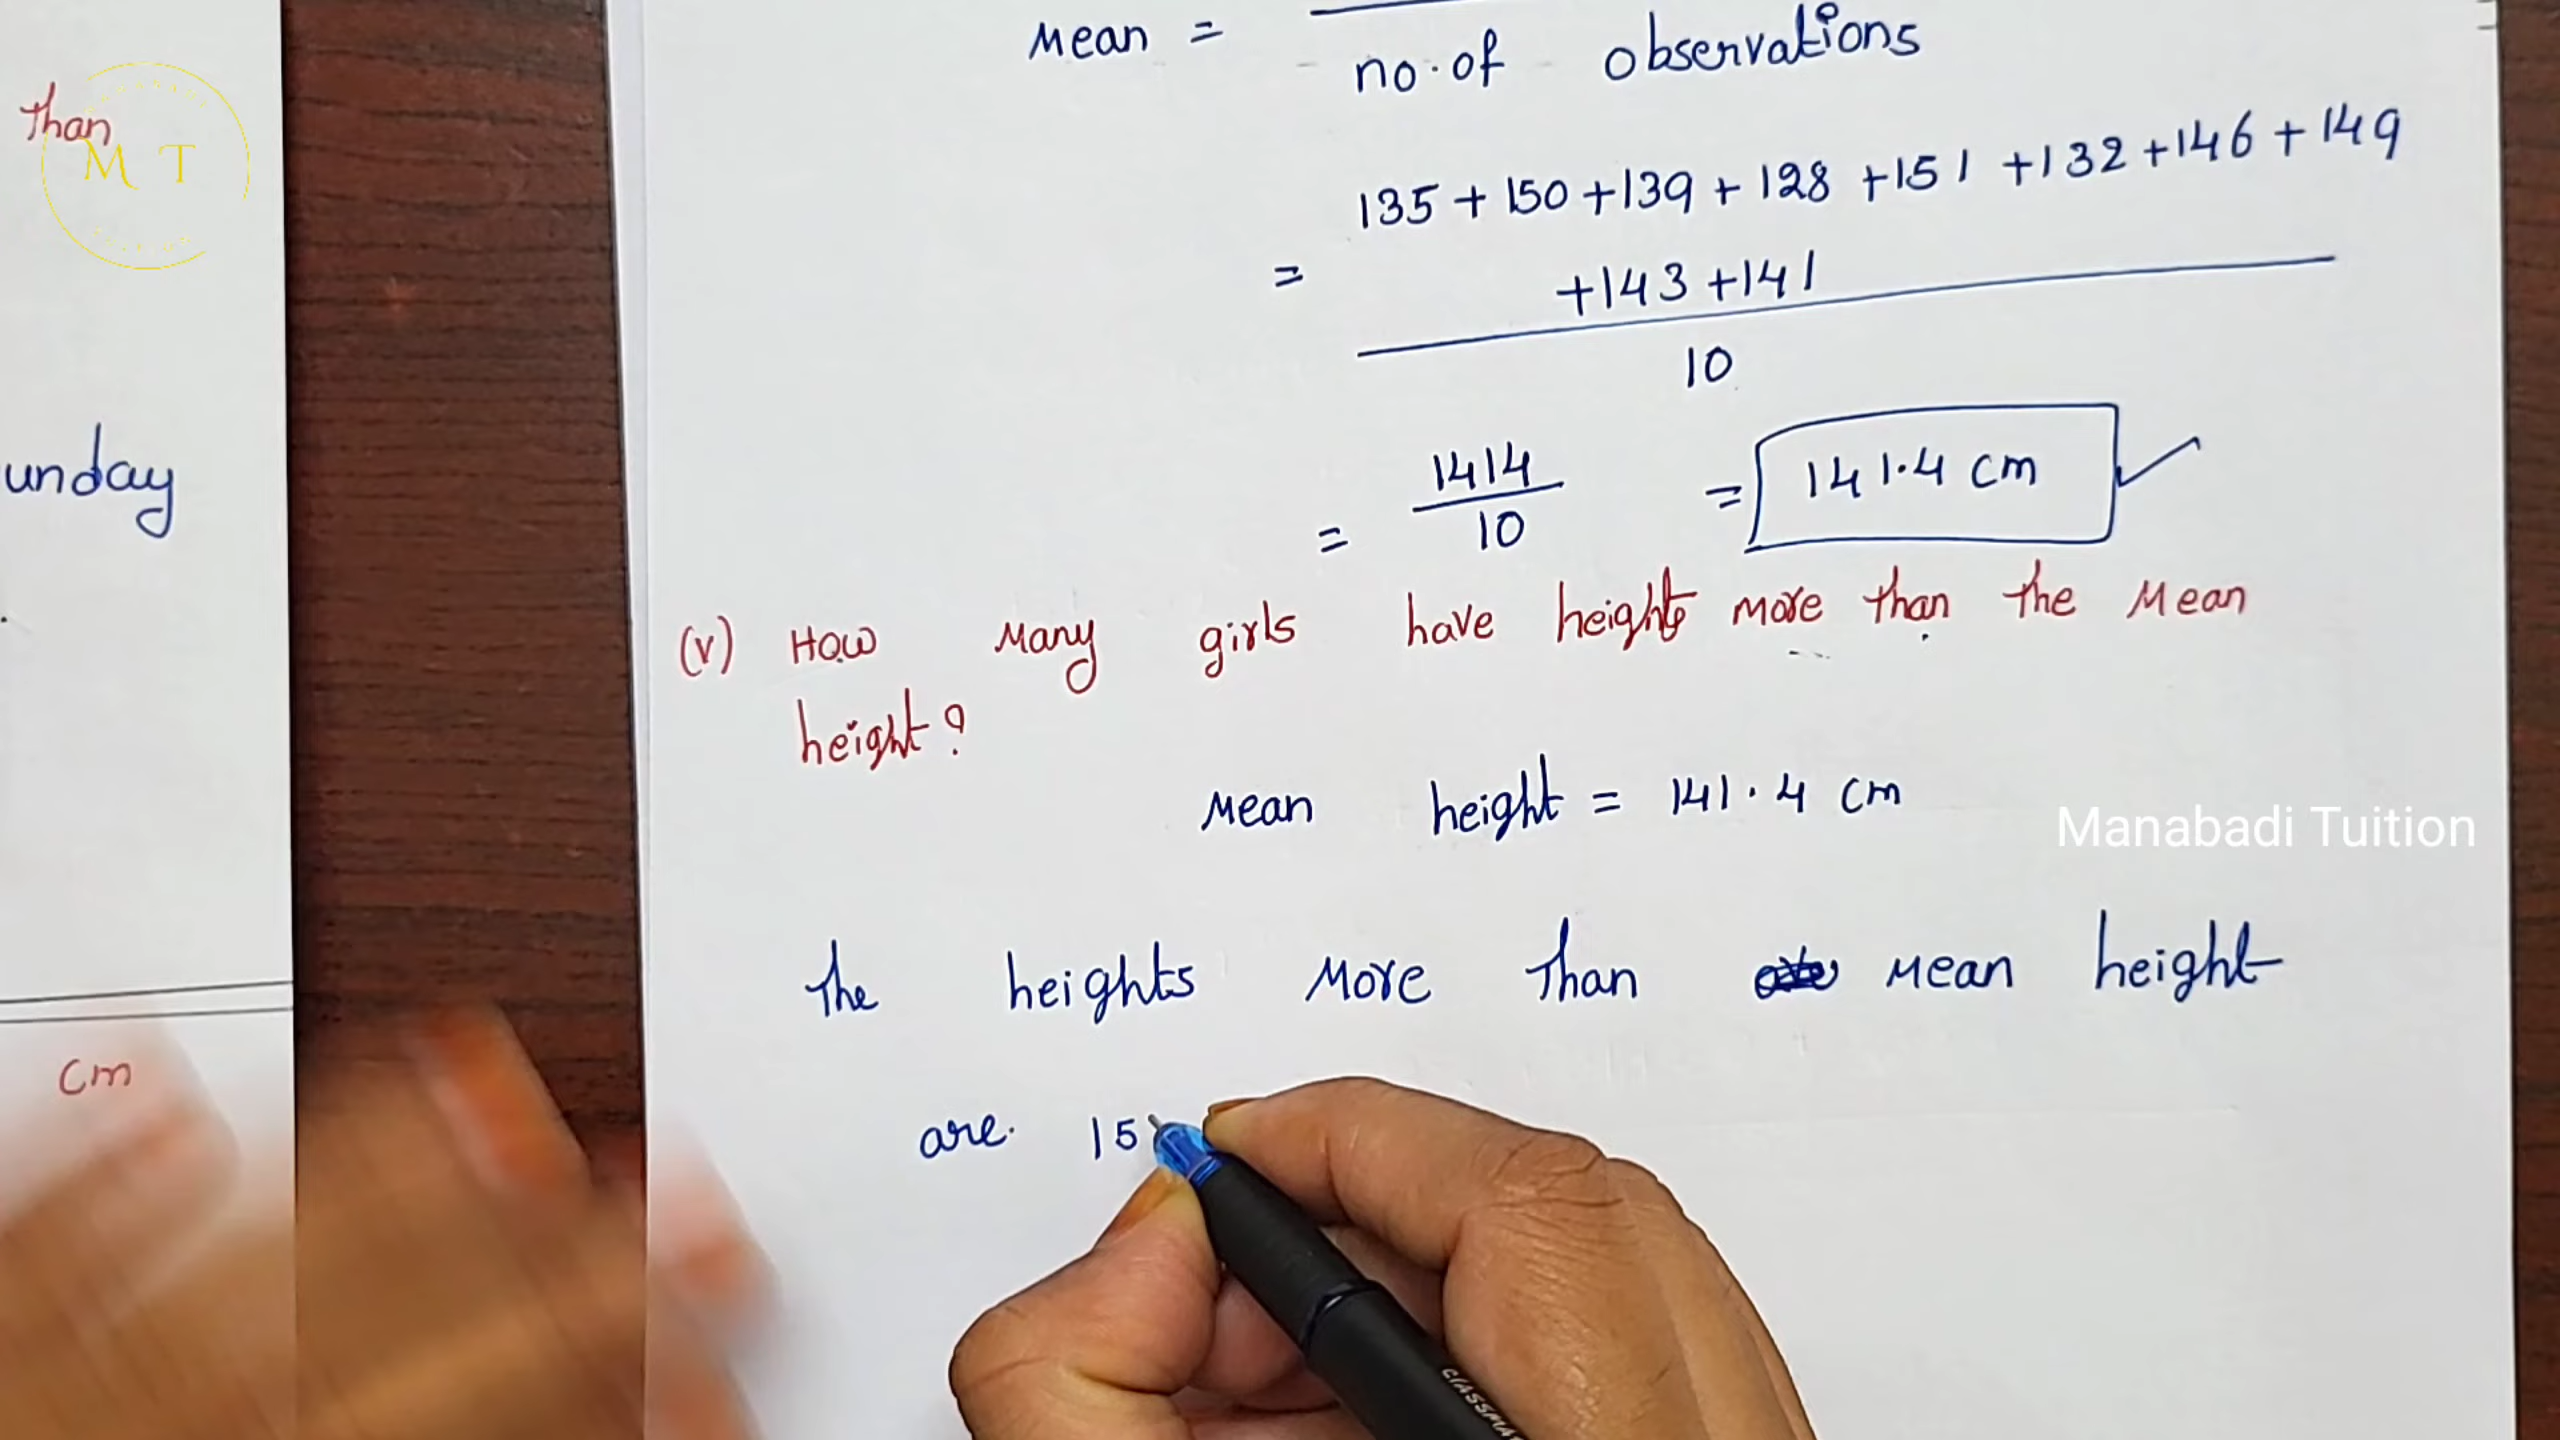 than
M T
unday
cm
Mean =
no. of observations
135 + 150 + 139 + 128 + 151 + 132 + 146 + 149
= +143 +141
10
= 1414
10
= 141.4 cm
(v) How Many girls have heights more than the Mean
height?
Mean height = 141.4 cm
Manabadi Tuition
The heights More Than Mean height
are. 15
CLASSMA